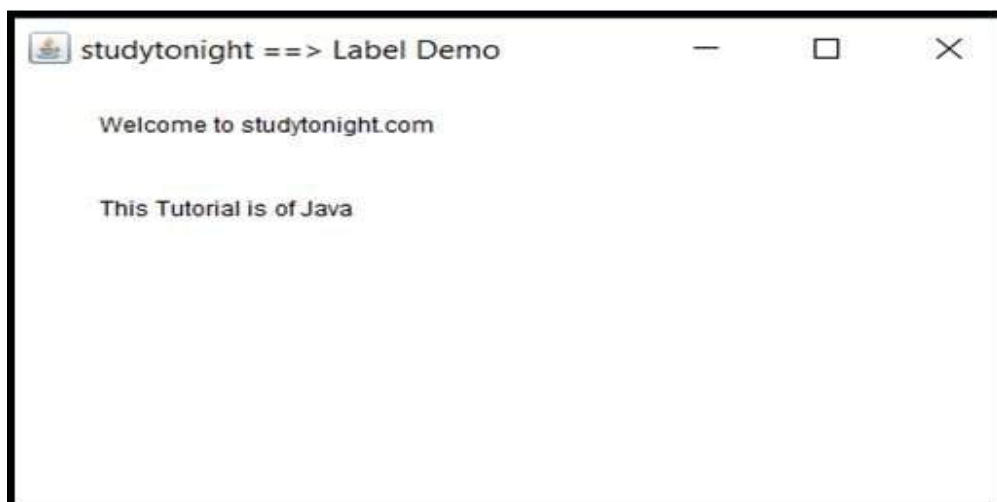 studytonight ==> Label Demo
Welcome to studytonight.com
This Tutorial is of Java